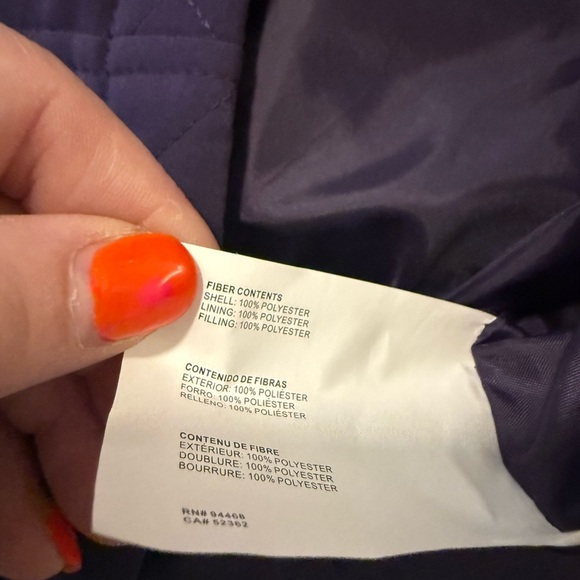 FIBER CONTENTS
SHELL: 100% POLYESTER
LINING: 100% POLYESTER
FILLING: 100% POLYESTER
CONTENIDO DE FIBRAS
EXTERIOR: 100% POLIÉSTER
FORRO: 100% POLIÉSTER
RELLENO: 100% POLIÉSTER
CONTENU DE FIBRE
EXTÉRIEUR: 100% POLYESTER
DOUBLURE: 100% POLYESTER
BOURRURE: 100% POLYESTER
RN# 94466
CA# 52362